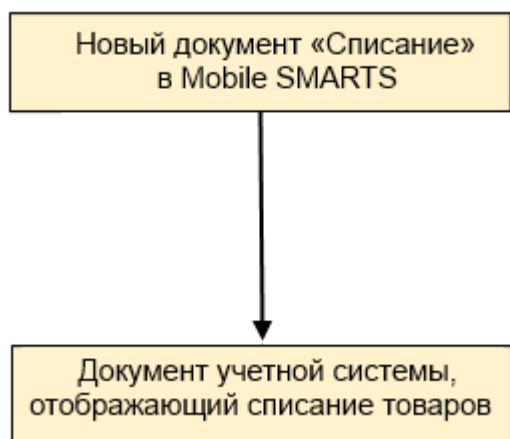 Новый документ «Списание»
в Mobile SMARTS
Документ учетной системы,
отображающий списание товаров